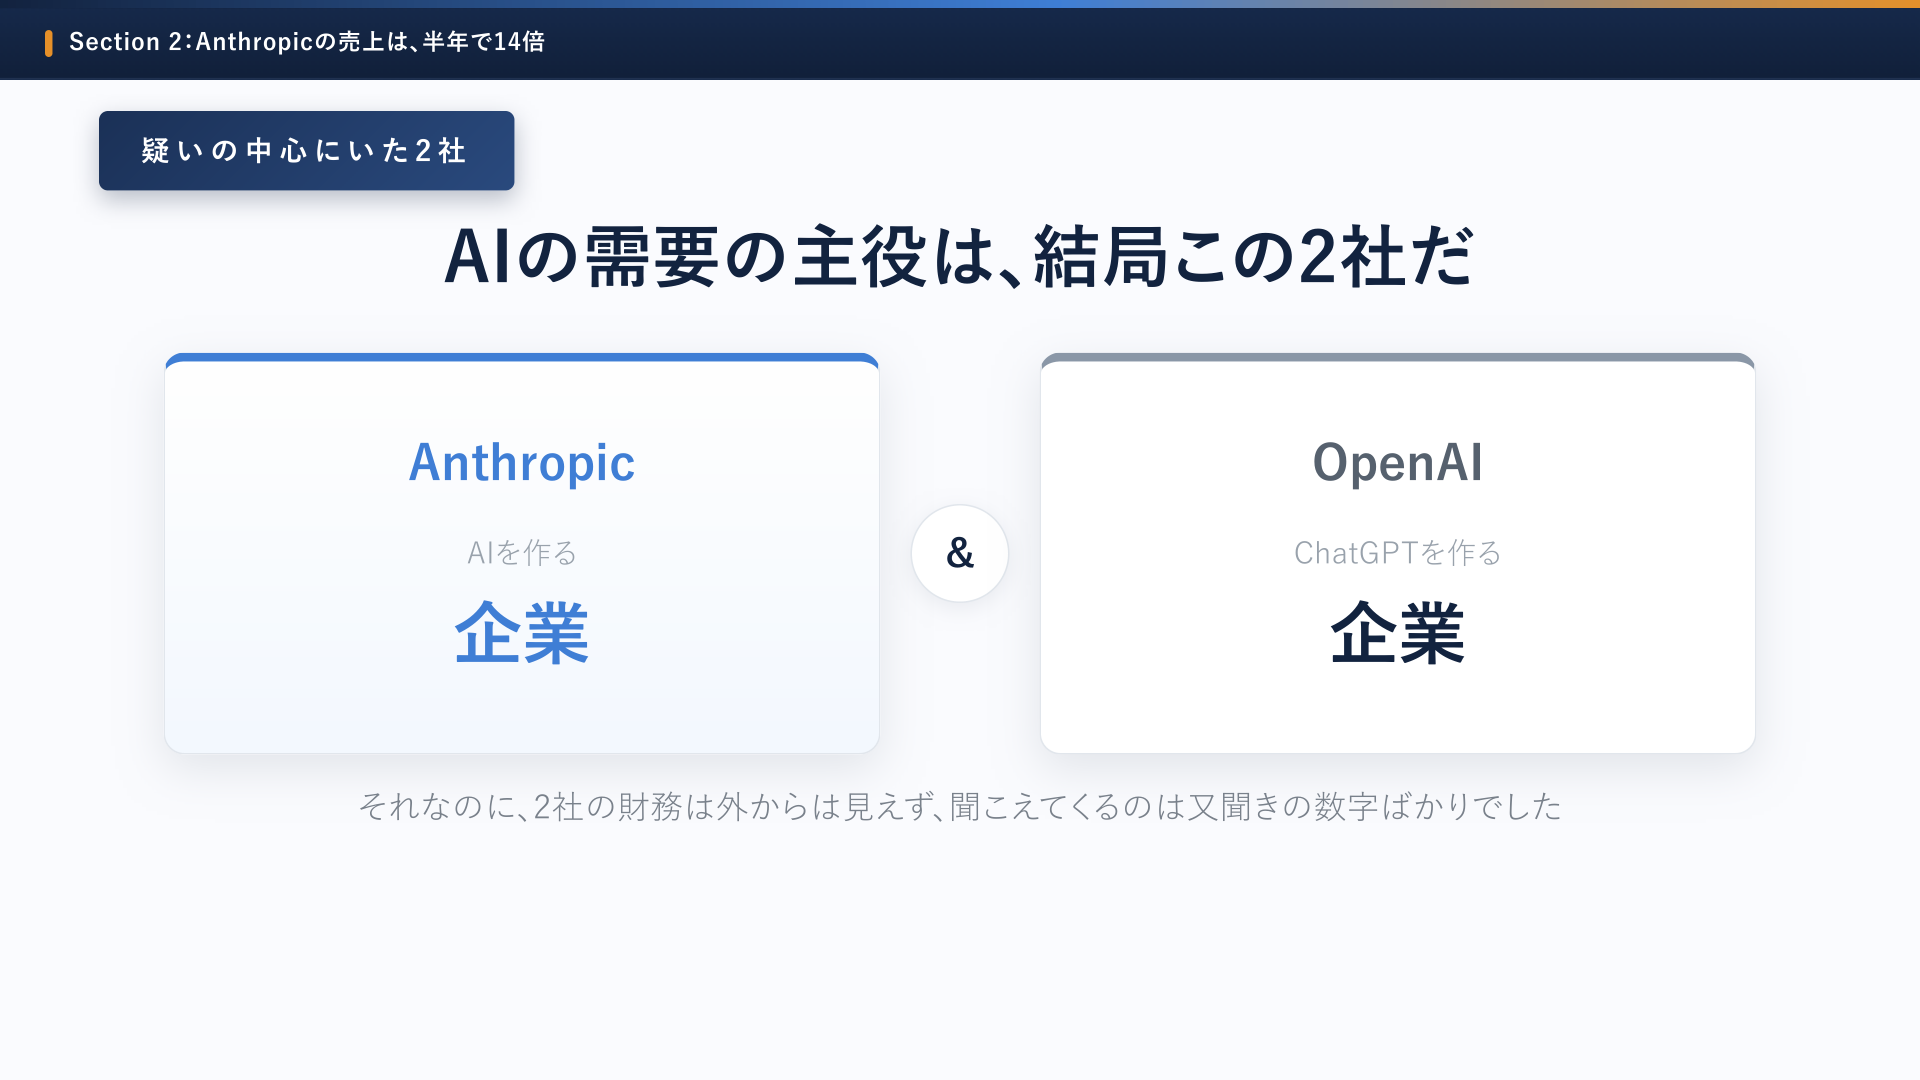 Section 2：Anthropicの売上は、半年で14倍
疑いの中心にいた2社
AIの需要の主役は、結局この2社だ
Anthropic
AIを作る
企業
&
OpenAI
ChatGPTを作る
企業
それなのに、2社の財務は外からは見えず、聞こえてくるのは又聞きの数字ばかりでした